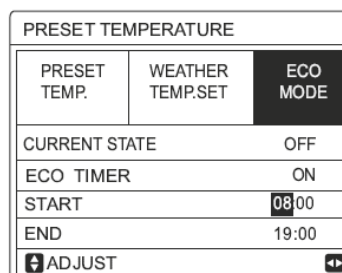 PRESET TEMPERATURE
PRESET TEMP.
WEATHER TEMP.SET
ECO MODE
CURRENT STATE OFF
ECO TIMER ON
START 08:00
END 19:00
ADJUST